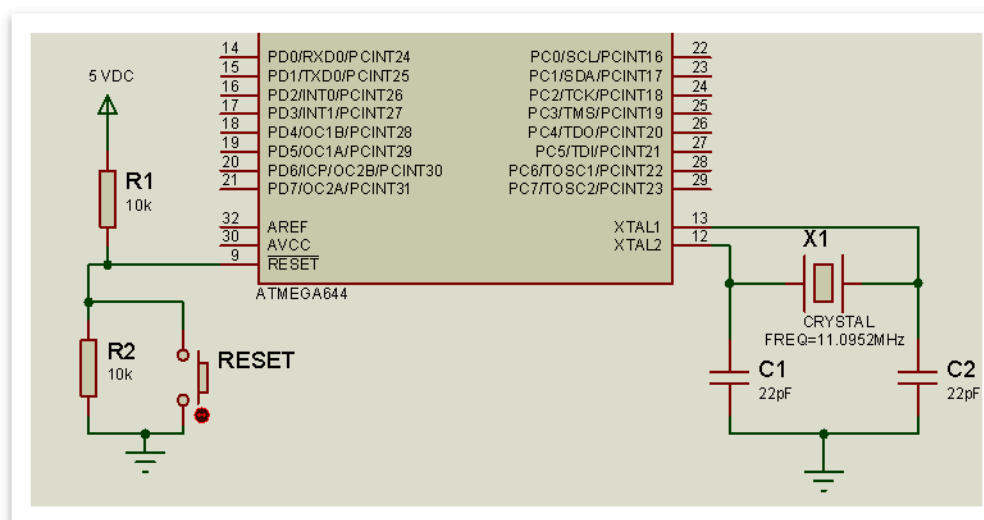 5 VDC
R1
10k
R2
10k
RESET
14 PD0/RXD0/PCINT24
15 PD1/TXD0/PCINT25
16 PD2/INT0/PCINT26
17 PD3/INT1/PCINT27
18 PD4/OC1B/PCINT28
19 PD5/OC1A/PCINT29
20 PD6/ICP/OC2B/PCINT30
21 PD7/OC2A/PCINT31
32 AREF
30 AVCC
9 RESET
PC0/SCL/PCINT16 22
PC1/SDA/PCINT17 23
PC2/TCK/PCINT18 24
PC3/TMS/PCINT19 25
PC4/TDO/PCINT20 26
PC5/TDI/PCINT21 27
PC6/TOSC1/PCINT22 28
PC7/TOSC2/PCINT23 29
XTAL1 13
XTAL2 12
ATMEGA644
X1
CRYSTAL
FREQ=11.0952MHz
C1
22pF
C2
22pF